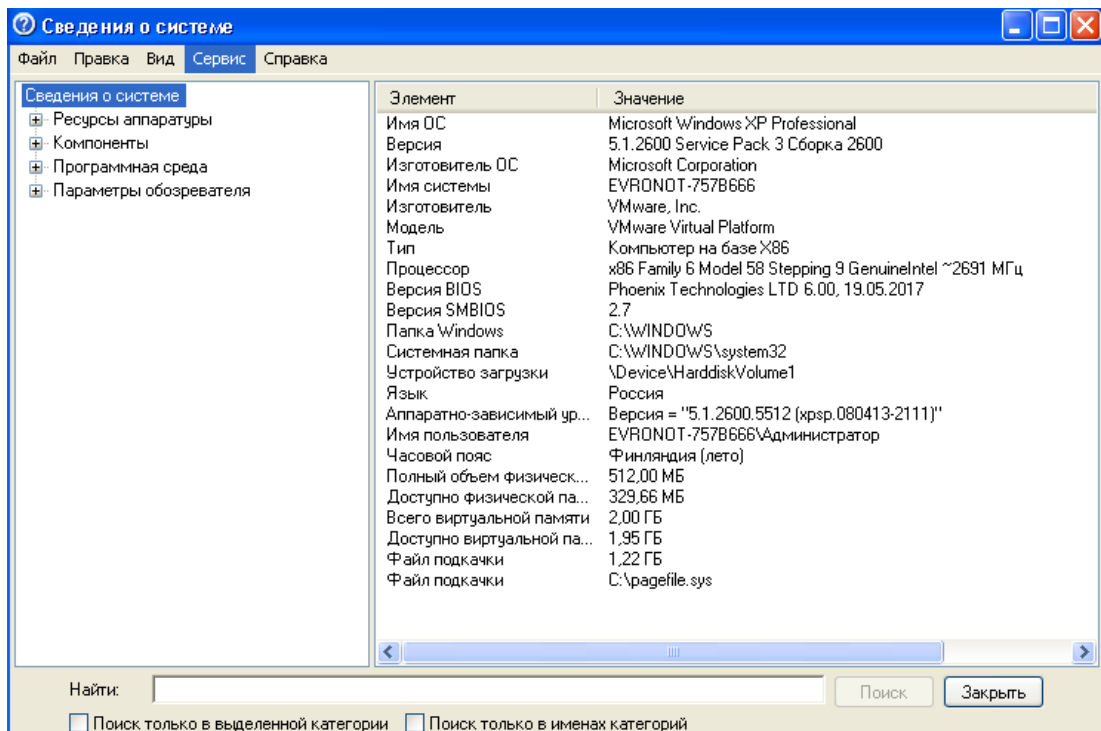 Сведения о системе
Файл Правка Вид Сервис Справка
Сведения о системе
Ресурсы аппаратуры
Компоненты
Программная среда
Параметры обозревателя
Элемент Значение
Имя ОС Microsoft Windows XP Professional
Версия 5.1.2600 Service Pack 3 Сборка 2600
Изготовитель ОС Microsoft Corporation
Имя системы EVRONOT-757B666
Изготовитель VMware, Inc.
Модель VMware Virtual Platform
Тип Компьютер на базе X86
Процессор x86 Family 6 Model 58 Stepping 9 GenuineIntel ~2691 МГц
Версия BIOS Phoenix Technologies LTD 6.00, 19.05.2017
Версия SMBIOS 2.7
Папка Windows C:\WINDOWS
Системная папка C:\WINDOWS\system32
Устройство загрузки \Device\HarddiskVolume1
Язык Россия
Аппаратно-зависимый ур... Версия = "5.1.2600.5512 (xpsp.080413-2111)"
Имя пользователя EVRONOT-757B666\Администратор
Часовой пояс Финляндия (лето)
Полный объем физическ... 512,00 МБ
Доступно физической па... 329,66 МБ
Всего виртуальной памяти 2,00 ГБ
Доступно виртуальной па... 1,95 ГБ
Файл подкачки 1,22 ГБ
Файл подкачки C:\pagefile.sys
Найти: Поиск Закрыть
Поиск только в выделенной категории Поиск только в именах категорий